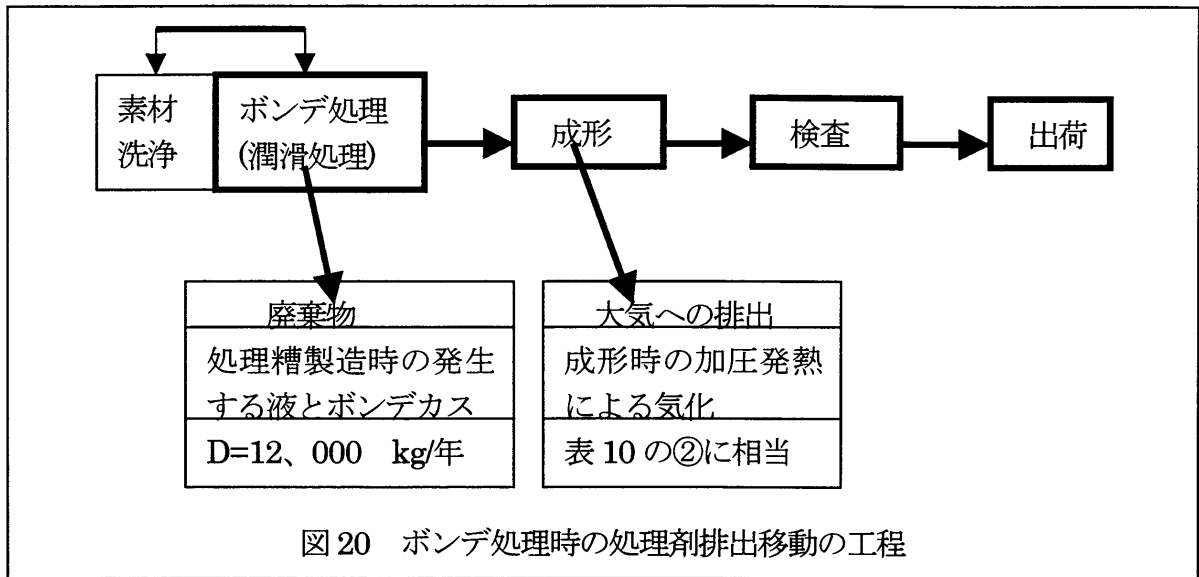 素材
洗浄
ボンデ処理
(潤滑処理)
成形
検査
出荷
廃棄物
処理糟製造時の発生
する液とボンデカス
D=12、000 kg/年
大気への排出
成形時の加圧発熱
による気化
表10の②に相当
図20 ボンデ処理時の処理剤排出移動の工程